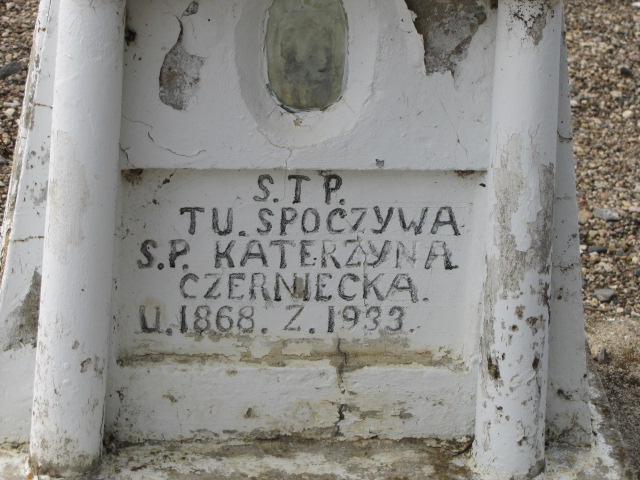 S.T P.
TU. SPOCZYWA
S.P. KATERZYNA.
CZERNIECKA.
U.1868. Z. 1933.